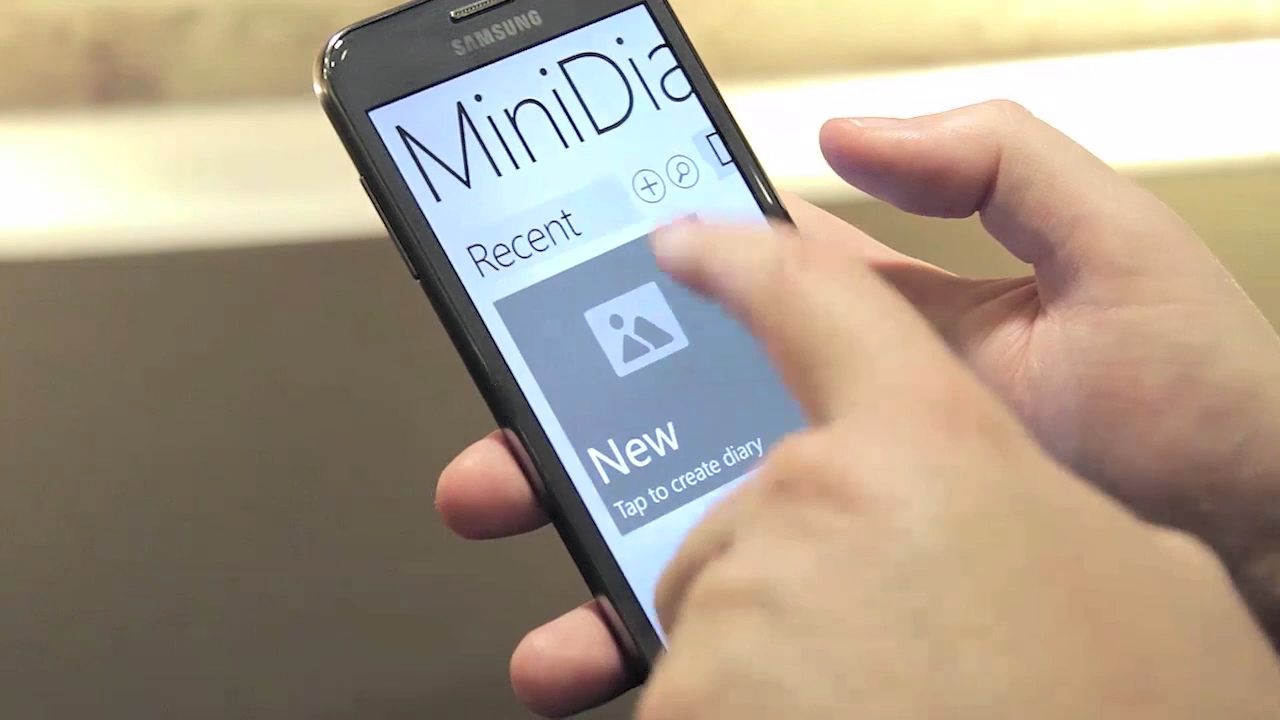 SAMSUNG
MiniDia
Recent
New
Tap to create diary